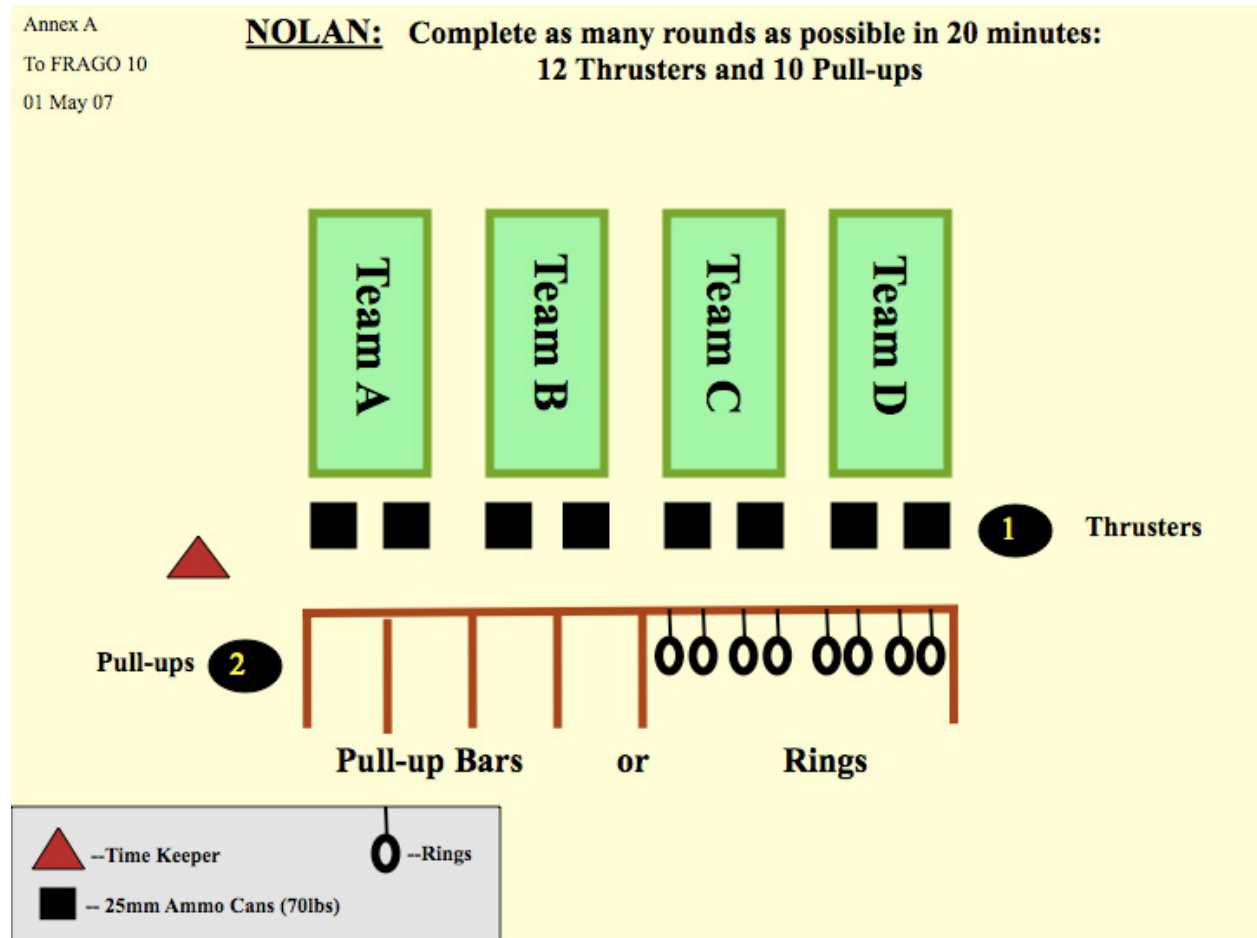 Annex A
To FRAGO 10
01 May 07
NOLAN: Complete as many rounds as possible in 20 minutes:
12 Thrusters and 10 Pull-ups
Team A
Team B
Team C
Team D
1 Thrusters
Pull-ups 2
Pull-up Bars or Rings
--Time Keeper
--Rings
-- 25mm Ammo Cans (70lbs)